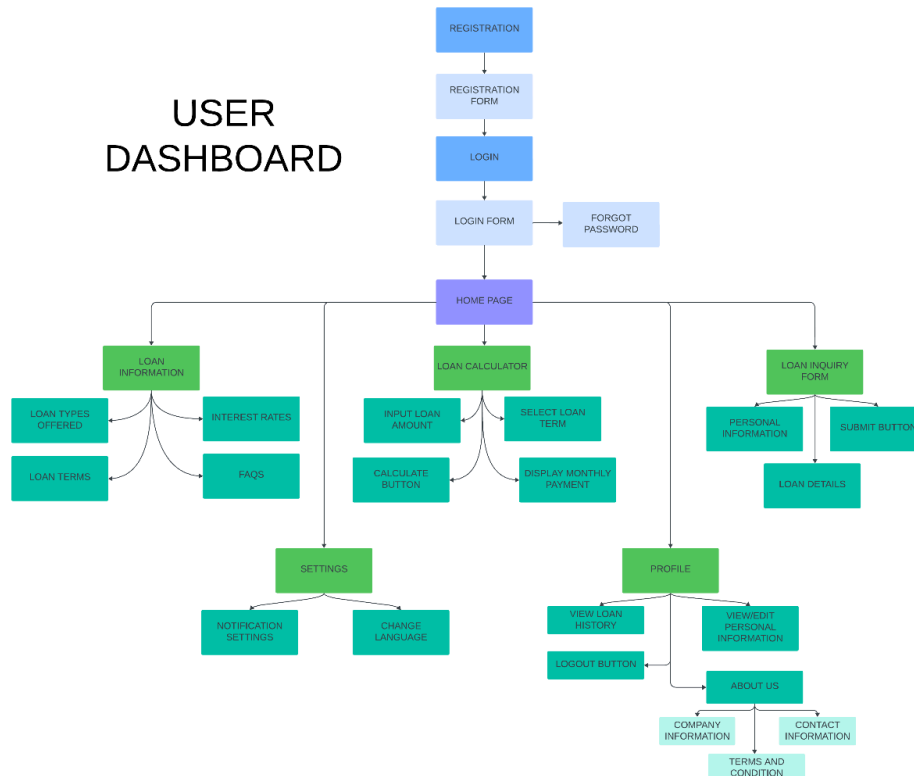 REGISTRATION
REGISTRATION
FORM
USER
DASHBOARD
LOGIN
LOGIN FORM
FORGOT
PASSWORD
HOME PAGE
LOAN
INFORMATION
LOAN CALCULATOR
LOAN INQUIRY
FORM
LOAN TYPES
OFFERED
INTEREST RATES
INPUT LOAN
AMOUNT
SELECT LOAN
TERM
PERSONAL
INFORMATION
SUBMIT BUTTON
LOAN TERMS
FAQS
CALCULATE
BUTTON
DISPLAY MONTHLY
PAYMENT
LOAN DETAILS
SETTINGS
PROFILE
NOTIFICATION
SETTINGS
CHANGE
LANGUAGE
VIEW LOAN
HISTORY
VIEW/EDIT
PERSONAL
INFORMATION
LOGOUT BUTTON
ABOUT US
COMPANY
INFORMATION
CONTACT
INFORMATION
TERMS AND
CONDITION